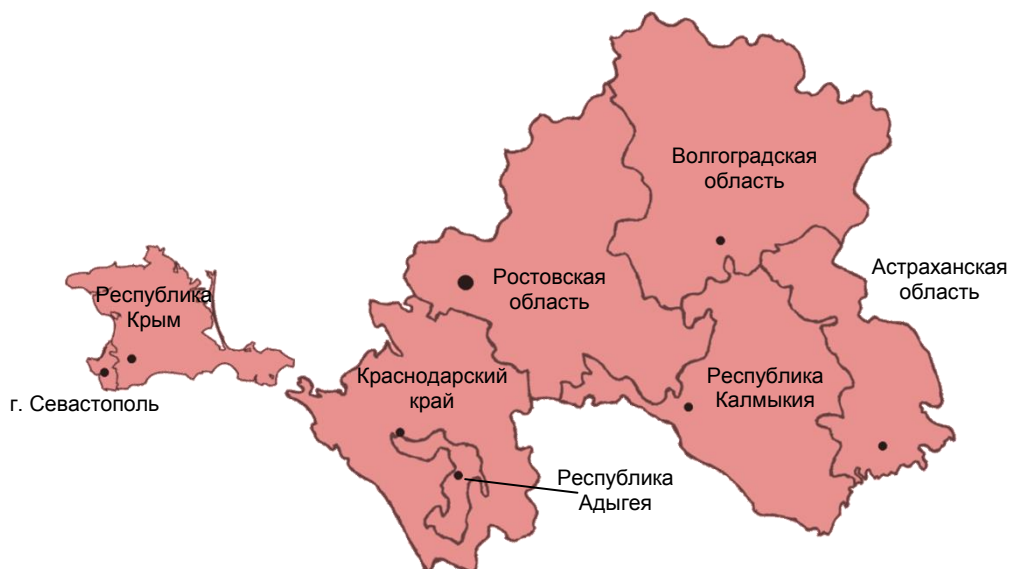 Волгоградская
область
Астраханская
область
Ростовская
область
Республика
Крым
Краснодарский
край
Республика
Калмыкия
г. Севастополь
Республика
Адыгея